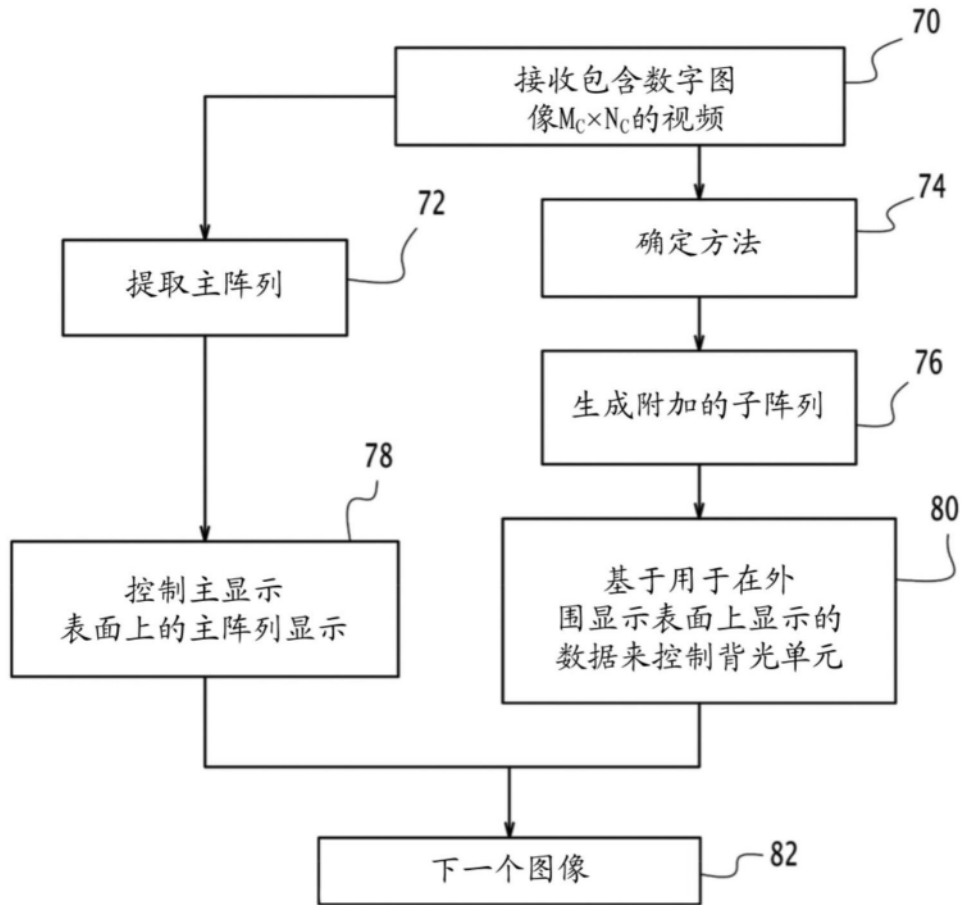 70
接收包含数字图
像M_C×N_C的视频
72
提取主阵列
74
确定方法
76
生成附加的子阵列
78
控制主显示
表面上的主阵列显示
80
基于用于在外
围显示表面上显示的
数据来控制背光单元
下一个图像
82